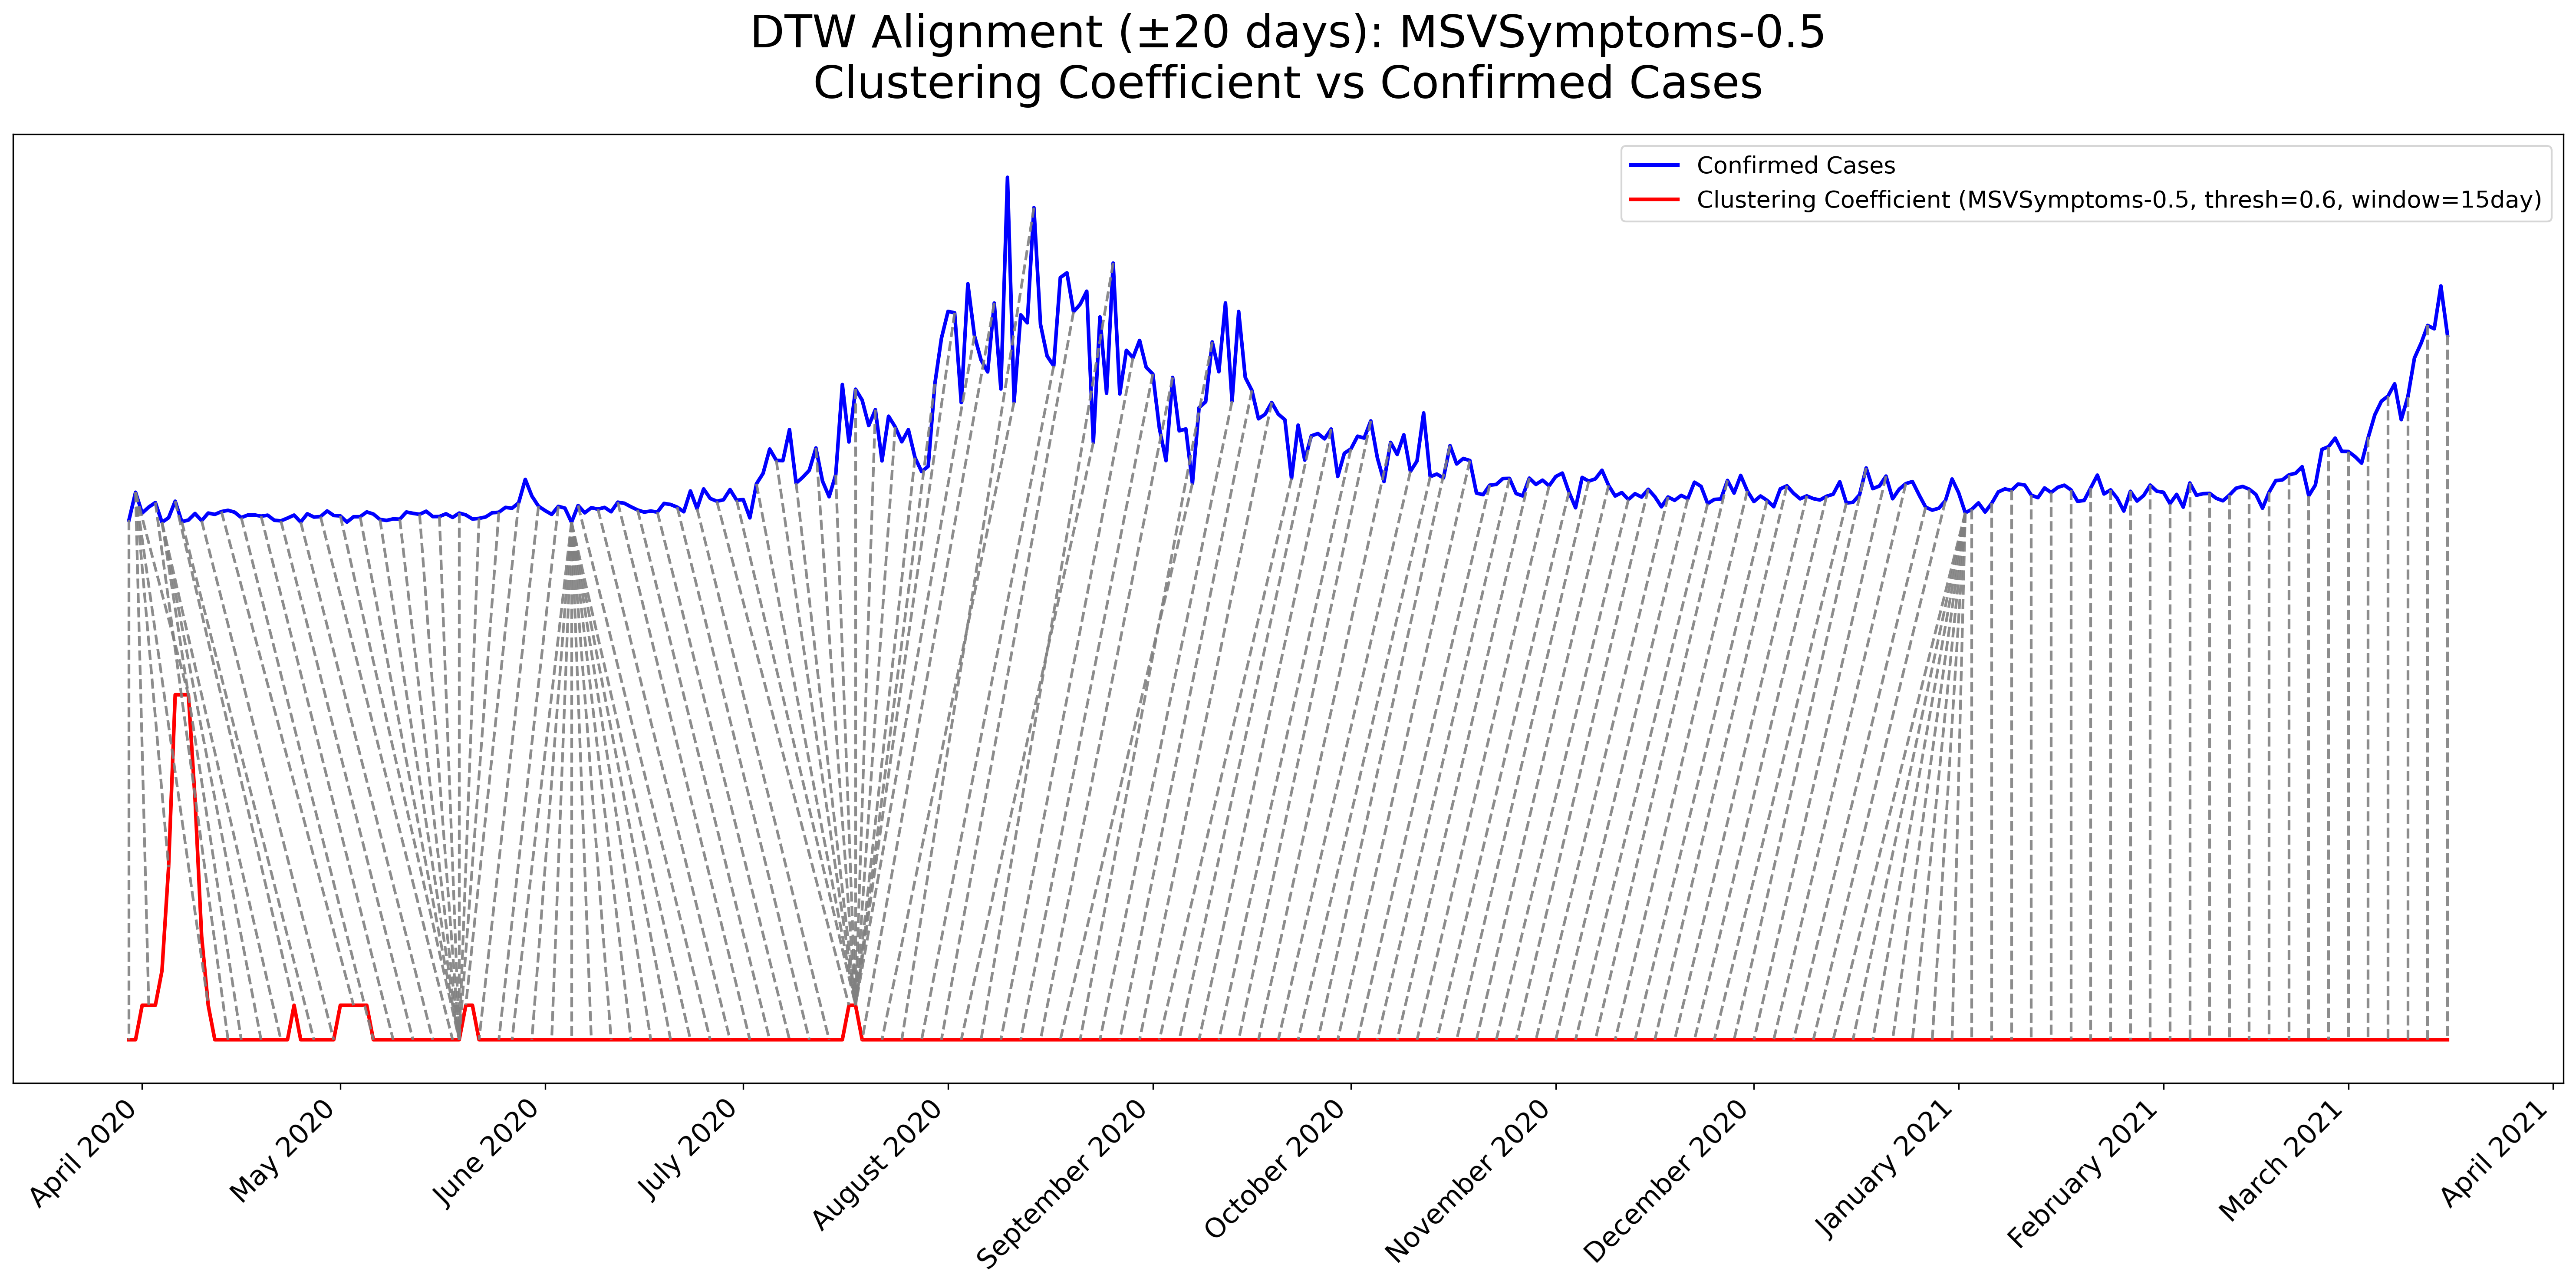 DTW Alignment (±20 days): MSVSymptoms-0.5
Clustering Coefficient vs Confirmed Cases
Confirmed Cases
Clustering Coefficient (MSVSymptoms-0.5, thresh=0.6, window=15day)
April 2020
May 2020
June 2020
July 2020
August 2020
September 2020
October 2020
November 2020
December 2020
January 2021
February 2021
March 2021
April 2021